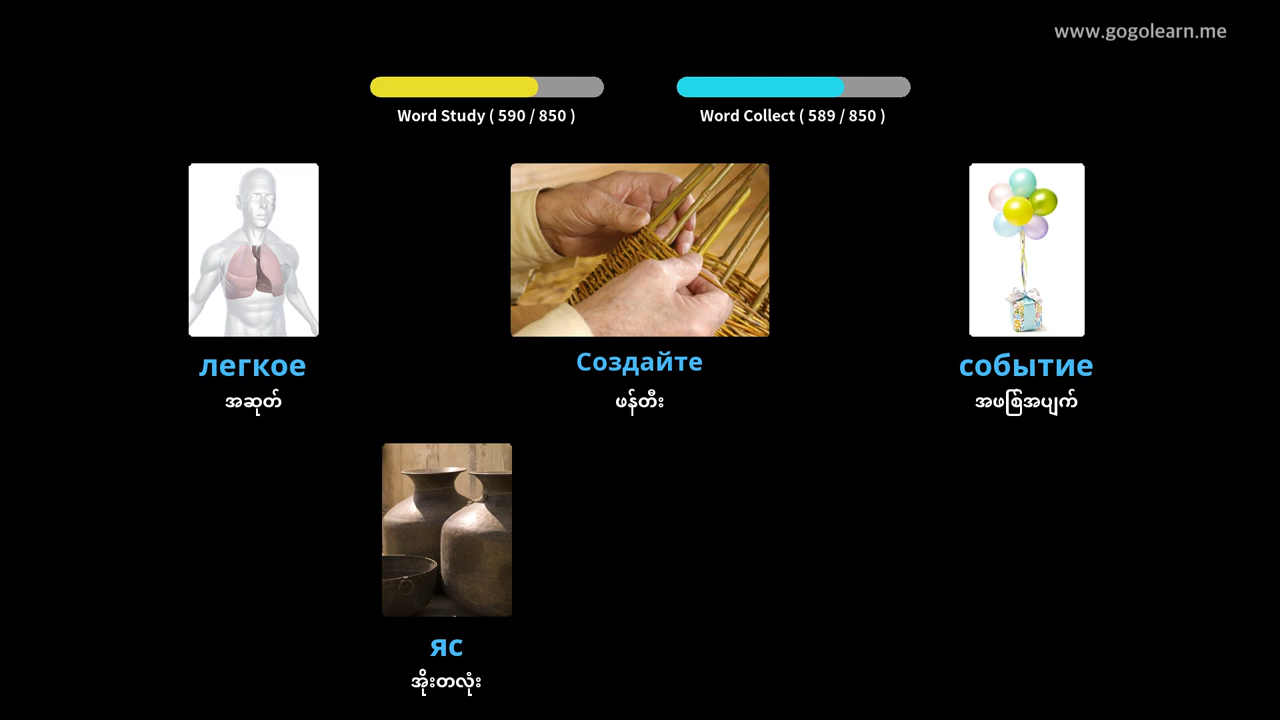 www.gogolearn.me
Word Study ( 590 / 850 )
Word Collect ( 589 / 850 )
легкое
အဆုတ်
Создайте
ဖန်တီး
событие
အဖြစ်အပျက်
яс
အိုးတလုံး